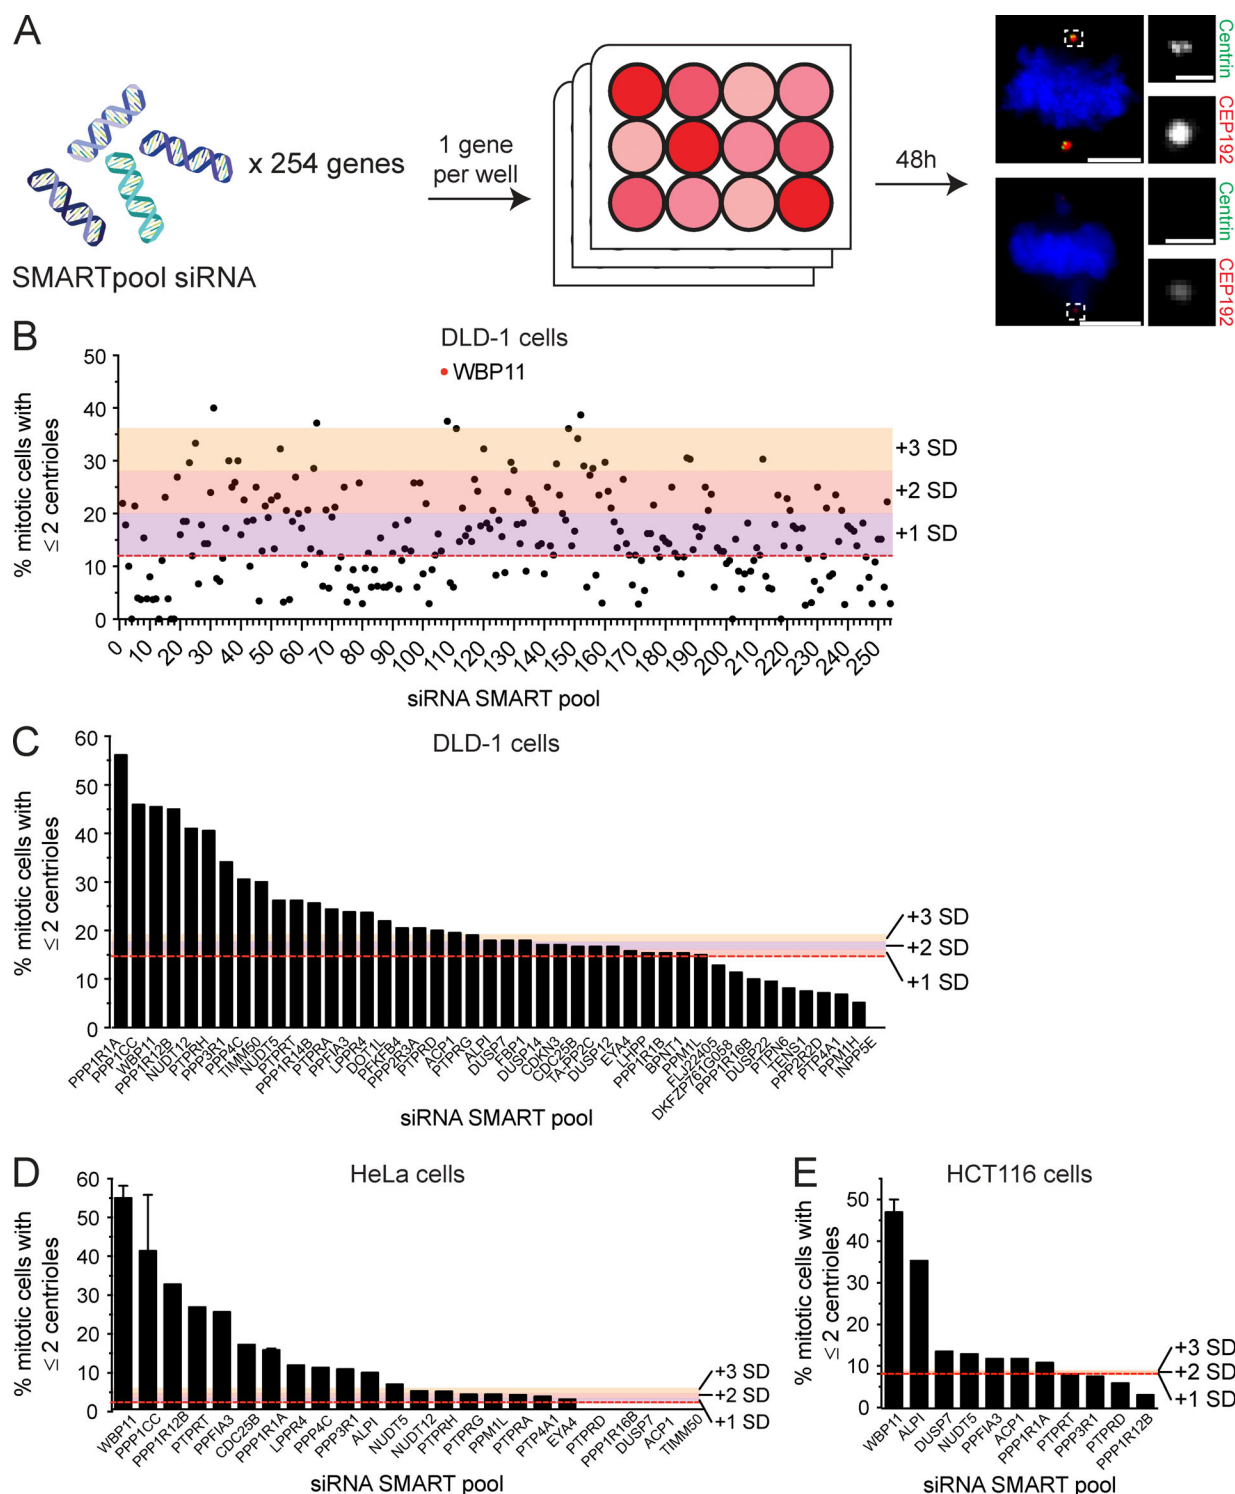 A
x 254 genes
SMARTpool siRNA
1 gene
per well
48h
Centrin
CEP192
Centrin
CEP192
B
DLD-1 cells
WBP11
% mitotic cells with
≤ 2 centrioles
50
40
30
20
10
0
+3 SD
+2 SD
+1 SD
0 10 20 30 40 50 60 70 80 90 100 110 120 130 140 150 160 170 180 190 200 210 220 230 240 250
siRNA SMART pool
C
DLD-1 cells
% mitotic cells with
≤ 2 centrioles
60
50
40
30
20
10
0
+3 SD
+2 SD
+1 SD
PPP1R1A PPP1CC WBP11 PPP1R12B NUDT12 PTPRH PPP3R1 PPP4C TIMM50 NUDT5 PTPRT PPP1R14B PTPRA PPFIA3 LPPR4 DOT1L PFKFB4 PPP2R3A PTPRD ACP1 PTPRG ALPI DUSP7 FBP1 DUSP14 CDKN3 CDC25B TA-PP2C DUSP12 EYA4 LHPP PPP1R1B BPNT1 PPM1L FLJ2405 DKFZP761G058 PPP1R16B DUSP22 PTPN6 TENS1 PPP2R2D PTP4A1 PPM1H INPP5E
siRNA SMART pool
D
HeLa cells
% mitotic cells with
≤ 2 centrioles
60
50
40
30
20
10
0
+3 SD
+2 SD
+1 SD
WBP11 PPP1CC PPP1R12B PTPRT PPFIA3 CDC25B PPP1R1A LPPR4 PPP4C PPP3R1 ALPI NUDT5 NUDT12 PTPRH PTPRG PPM1L PTPRA PTP4A1 EYA4 PTPRD PPP1R16B DUSP7 ACP1 TIMM50
siRNA SMART pool
E
HCT116 cells
% mitotic cells with
≤ 2 centrioles
50
40
30
20
10
0
+3 SD
+2 SD
+1 SD
WBP11 ALPI DUSP7 NUDT5 PPFIA3 ACP1 PPP1R1A PTPRT PPP3R1 PTPRD PPP1R12B
siRNA SMART pool